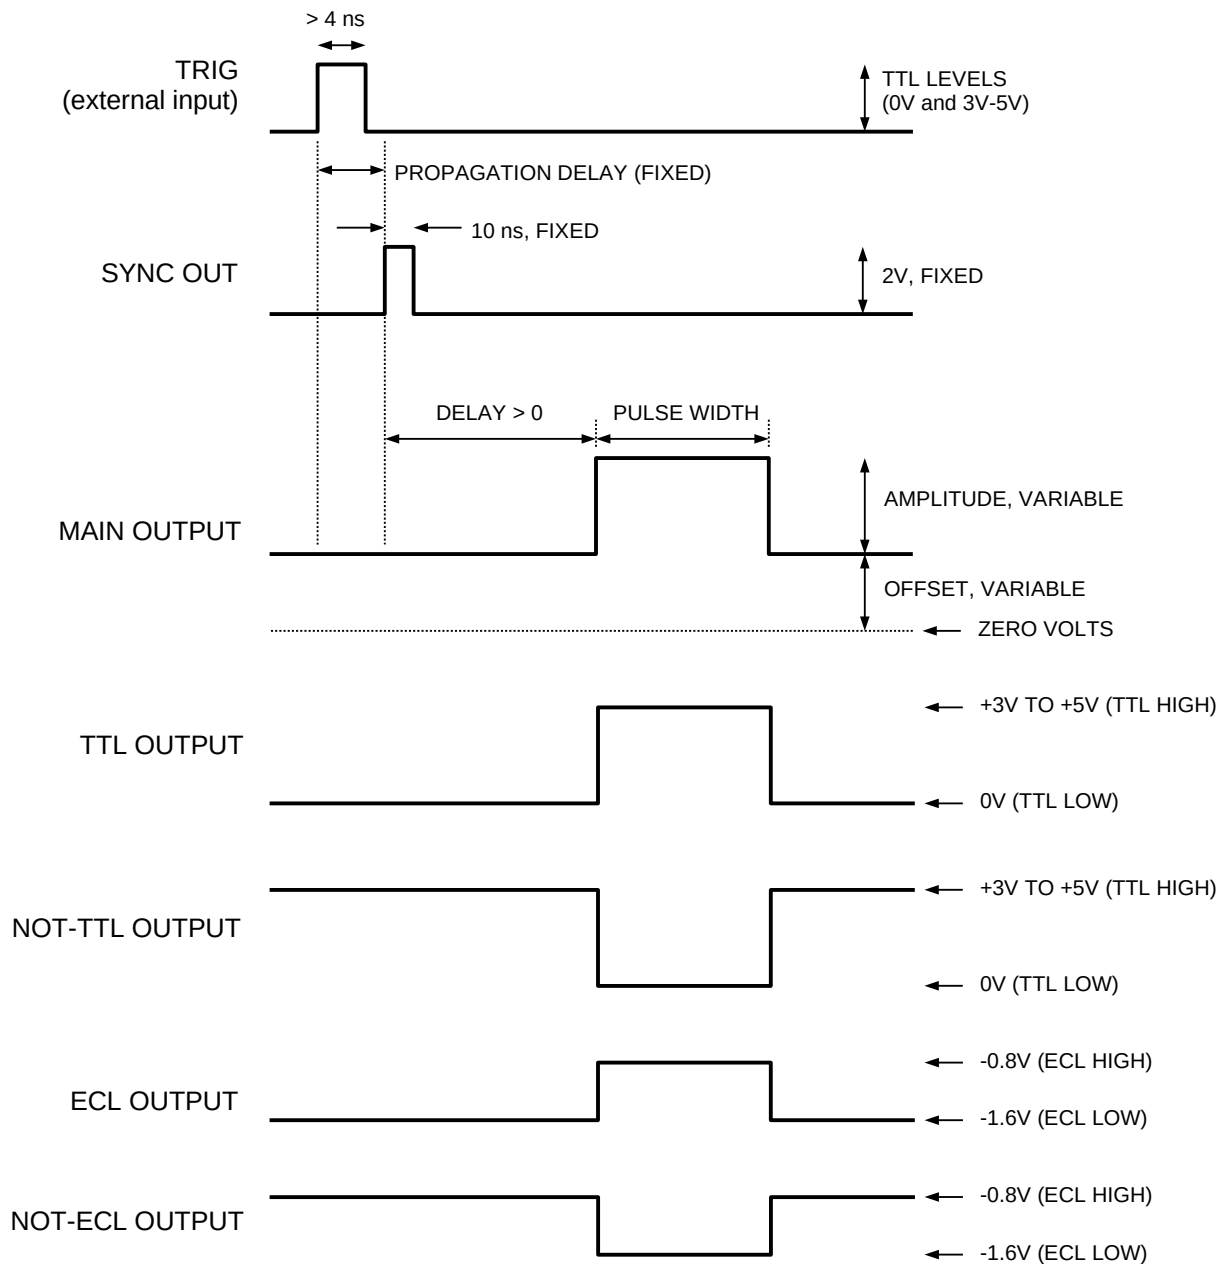 > 4 ns
TRIG
(external input)
TTL LEVELS
(0V and 3V-5V)
PROPAGATION DELAY (FIXED)
10 ns, FIXED
SYNC OUT
2V, FIXED
DELAY > 0
PULSE WIDTH
AMPLITUDE, VARIABLE
MAIN OUTPUT
OFFSET, VARIABLE
ZERO VOLTS
+3V TO +5V (TTL HIGH)
TTL OUTPUT
0V (TTL LOW)
+3V TO +5V (TTL HIGH)
NOT-TTL OUTPUT
0V (TTL LOW)
-0.8V (ECL HIGH)
ECL OUTPUT
-1.6V (ECL LOW)
-0.8V (ECL HIGH)
NOT-ECL OUTPUT
-1.6V (ECL LOW)